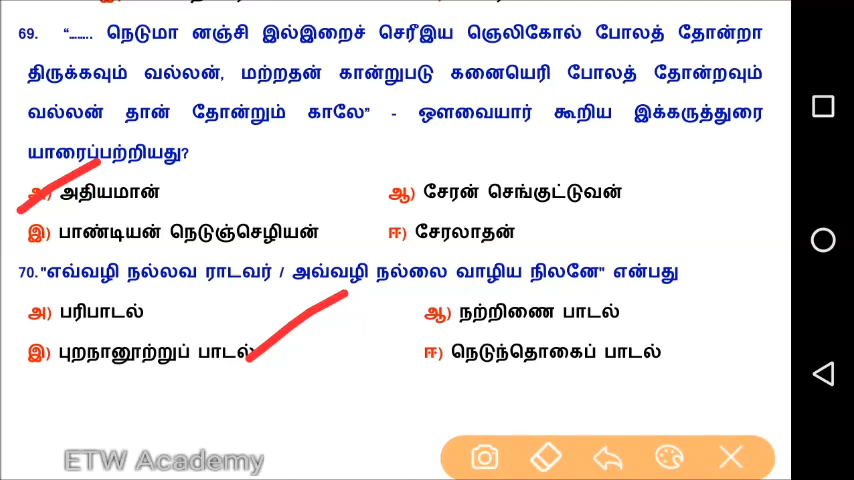 69. “........ நெடுமா னஞ்சி இல்இறைச் செரீஇய ஞெலிகோல் போலத் தோன்றா
திருக்கவும் வல்லன், மற்றதன் கான்றுபடு கனையெரி போலத் தோன்றவும்
வல்லன் தான் தோன்றும் காலே” - ஔவையார் கூறிய இக்கருத்துரை
யாரைப்பற்றியது?
அ) அதியமான் ஆ) சேரன் செங்குட்டுவன்
இ) பாண்டியன் நெடுஞ்செழியன் ஈ) சேரலாதன்
70. "எவ்வழி நல்லவ ராடவர் / அவ்வழி நல்லை வாழிய நிலனே" என்பது
அ) பரிபாடல் ஆ) நற்றிணை பாடல்
இ) புறநானூற்றுப் பாடல் ஈ) நெடுந்தொகைப் பாடல்
ETW Academy